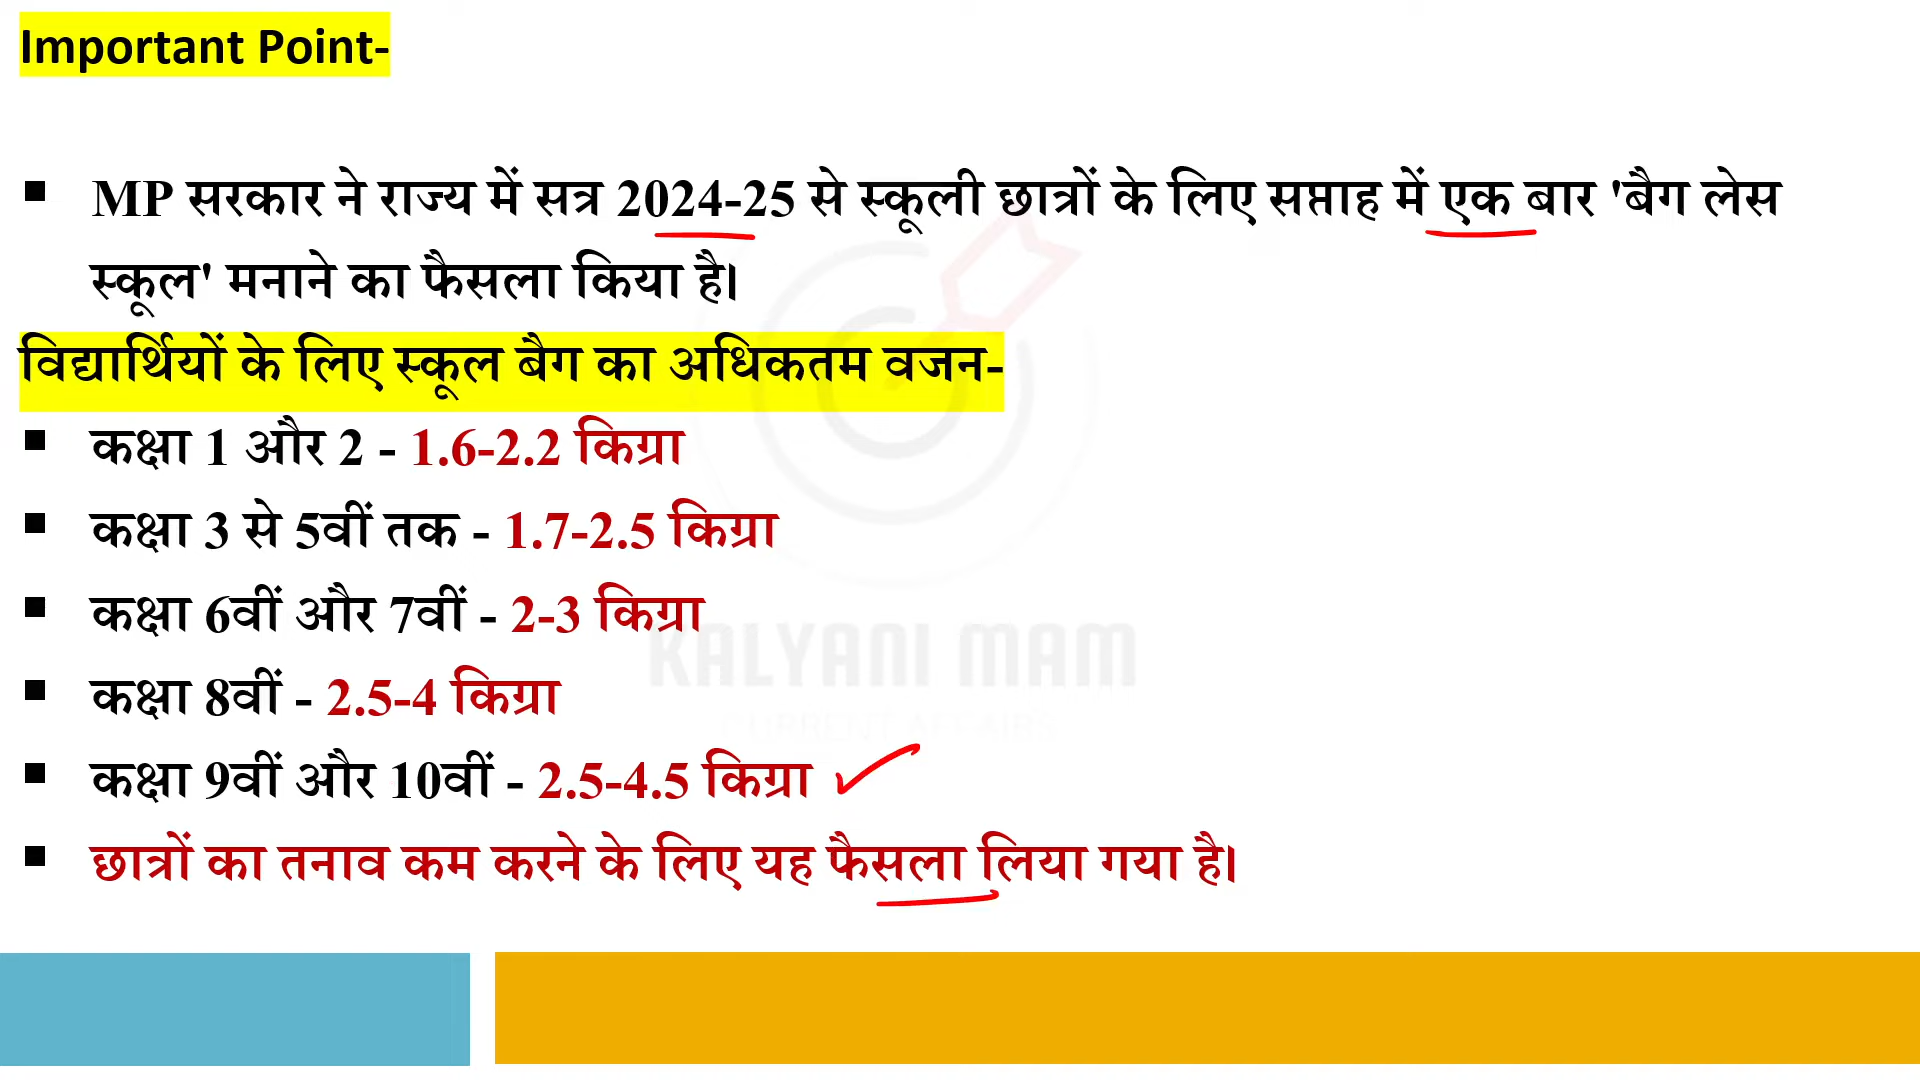 Important Point-
▪ MP सरकार ने राज्य में सत्र 2024-25 से स्कूली छात्रों के लिए सप्ताह में एक बार 'बैग लेस
स्कूल' मनाने का फैसला किया है।
विद्यार्थियों के लिए स्कूल बैग का अधिकतम वजन-
▪ कक्षा 1 और 2 - 1.6-2.2 किग्रा
▪ कक्षा 3 से 5वीं तक - 1.7-2.5 किग्रा
▪ कक्षा 6वीं और 7वीं - 2-3 किग्रा
KALYANI MAM
▪ कक्षा 8वीं - 2.5-4 किग्रा
CURRENT AFFAIRS
▪ कक्षा 9वीं और 10वीं - 2.5-4.5 किग्रा
▪ छात्रों का तनाव कम करने के लिए यह फैसला लिया गया है।